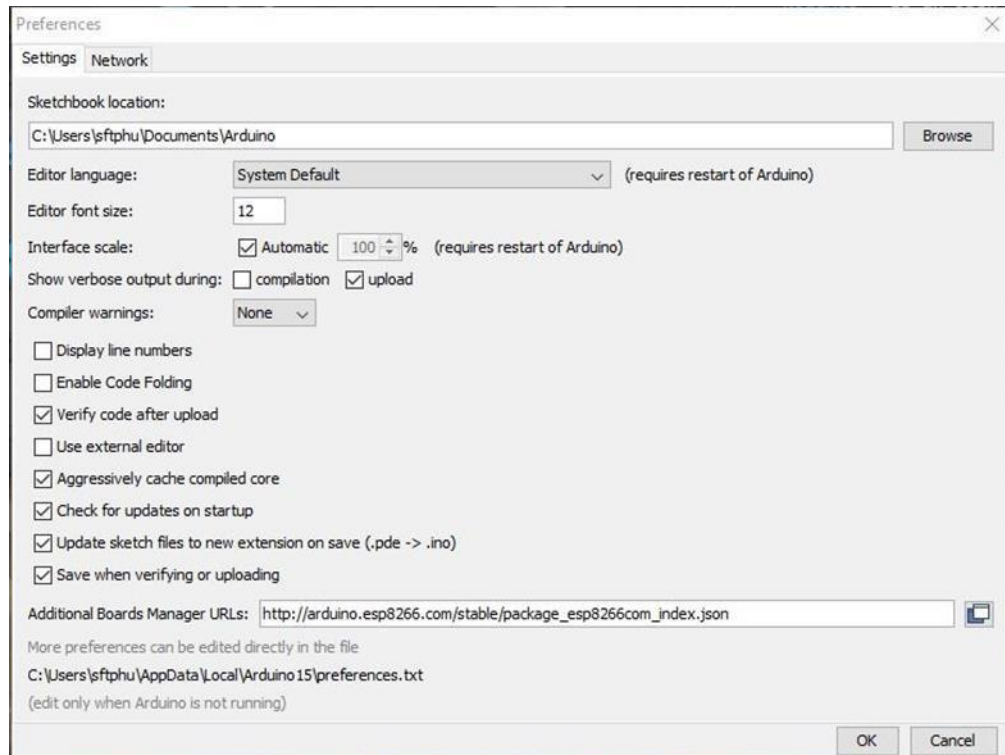 Preferences
Settings Network
Sketchbook location:
C:\Users\sftphu\Documents\Arduino Browse
Editor language: System Default (requires restart of Arduino)
Editor font size: 12
Interface scale: Automatic 100 % (requires restart of Arduino)
Show verbose output during: compilation upload
Compiler warnings: None
Display line numbers
Enable Code Folding
Verify code after upload
Use external editor
Aggressively cache compiled core
Check for updates on startup
Update sketch files to new extension on save (.pde -> .ino)
Save when verifying or uploading
Additional Boards Manager URLs: http://arduino.esp8266.com/stable/package_esp8266com_index.json
More preferences can be edited directly in the file
C:\Users\sftphu\AppData\Local\Arduino15\preferences.txt
(edit only when Arduino is not running)
OK Cancel